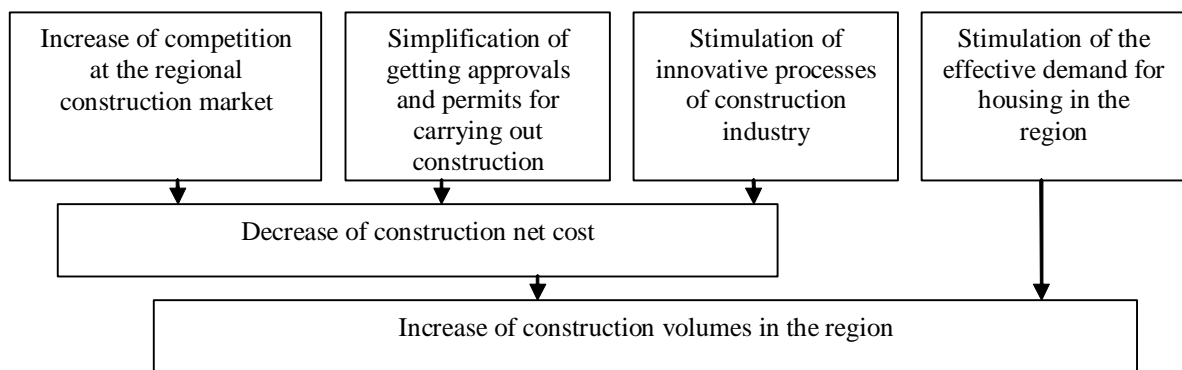 Increase of competition
at the regional
construction market
Simplification of
getting approvals
and permits for
carrying out
construction
Stimulation of
innovative processes
of construction
industry
Stimulation of the
effective demand for
housing in the
region
Decrease of construction net cost
Increase of construction volumes in the region